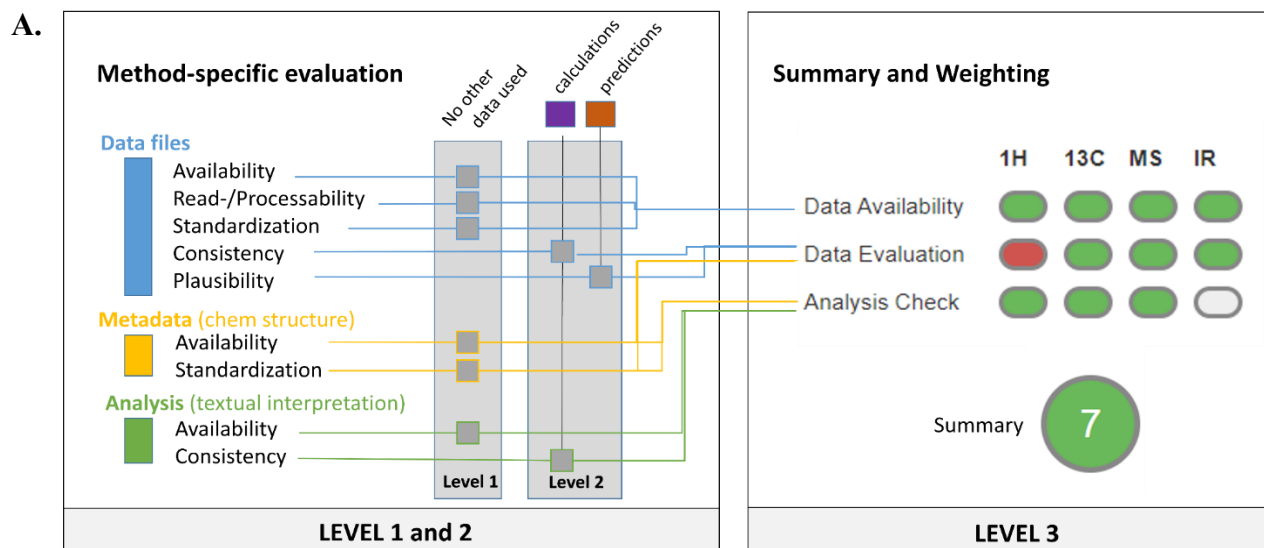 A.
Method-specific evaluation
No other
data used
calculations
predictions
Data files
Availability
Read-/Processability
Standardization
Consistency
Plausibility
Metadata (chem structure)
Availability
Standardization
Analysis (textual interpretation)
Availability
Consistency
Level 1
Level 2
LEVEL 1 and 2
Summary and Weighting
1H 13C MS IR
Data Availability
Data Evaluation
Analysis Check
Summary 7
LEVEL 3